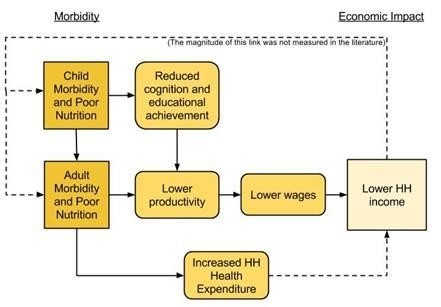 Morbidity
Economic Impact
(The magnitude of this link was not measured in the literature)
Child
Morbidity
and Poor
Nutrition
Reduced
cognition and
educational
achievement
Adult
Morbidity
and Poor
Nutrition
Lower
productivity
Lower wages
Lower HH
income
Increased HH
Health
Expenditure